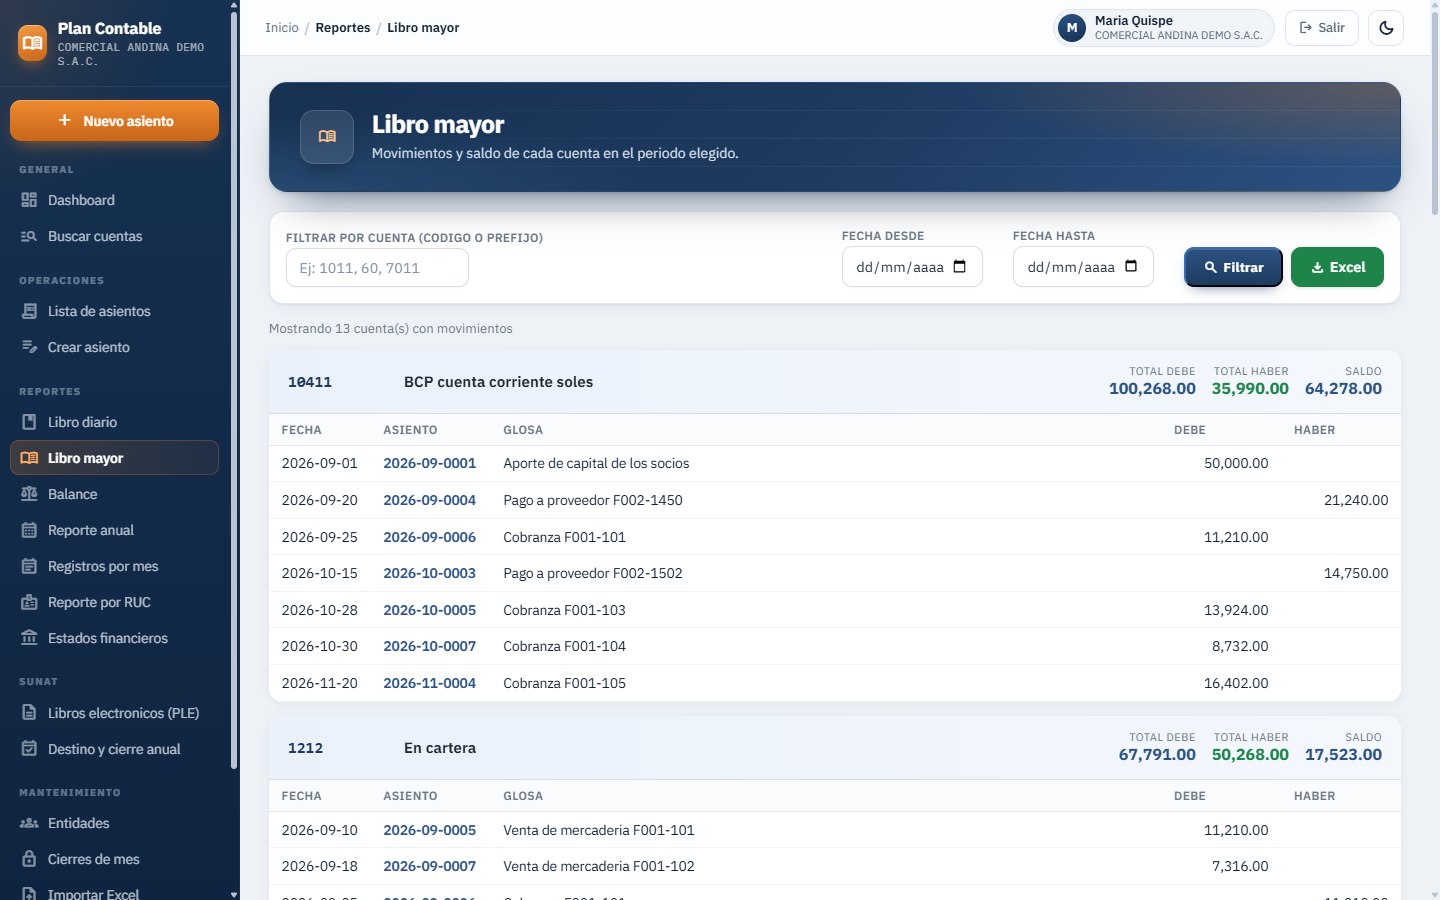 Plan Contable
COMERCIAL ANDINA DEMO
S.A.C.
Nuevo asiento
GENERAL
Dashboard
Buscar cuentas
OPERACIONES
Lista de asientos
Crear asiento
REPORTES
Libro diario
Libro mayor
Balance
Reporte anual
Registros por mes
Reporte por RUC
Estados financieros
SUNAT
Libros electronicos (PLE)
Destino y cierre anual
MANTENIMIENTO
Entidades
Cierres de mes
Importar Excel
Inicio / Reportes / Libro mayor
M
Maria Quispe
COMERCIAL ANDINA DEMO S.A.C.
Salir
Libro mayor
Movimientos y saldo de cada cuenta en el periodo elegido.
FILTRAR POR CUENTA (CODIGO O PREFIJO)
Ej: 1011, 60, 7011
FECHA DESDE
dd/mm/aaaa
FECHA HASTA
dd/mm/aaaa
Filtrar
Excel
Mostrando 13 cuenta(s) con movimientos
10411 BCP cuenta corriente soles
TOTAL DEBE TOTAL HABER SALDO
100,268.00 35,990.00 64,278.00
FECHA ASIENTO GLOSA DEBE HABER
2026-09-01 2026-09-0001 Aporte de capital de los socios 50,000.00
2026-09-20 2026-09-0004 Pago a proveedor F002-1450 21,240.00
2026-09-25 2026-09-0006 Cobranza F001-101 11,210.00
2026-10-15 2026-10-0003 Pago a proveedor F002-1502 14,750.00
2026-10-28 2026-10-0005 Cobranza F001-103 13,924.00
2026-10-30 2026-10-0007 Cobranza F001-104 8,732.00
2026-11-20 2026-11-0004 Cobranza F001-105 16,402.00
1212 En cartera
TOTAL DEBE TOTAL HABER SALDO
67,791.00 50,268.00 17,523.00
FECHA ASIENTO GLOSA DEBE HABER
2026-09-10 2026-09-0005 Venta de mercaderia F001-101 11,210.00
2026-09-18 2026-09-0007 Venta de mercaderia F001-102 7,316.00